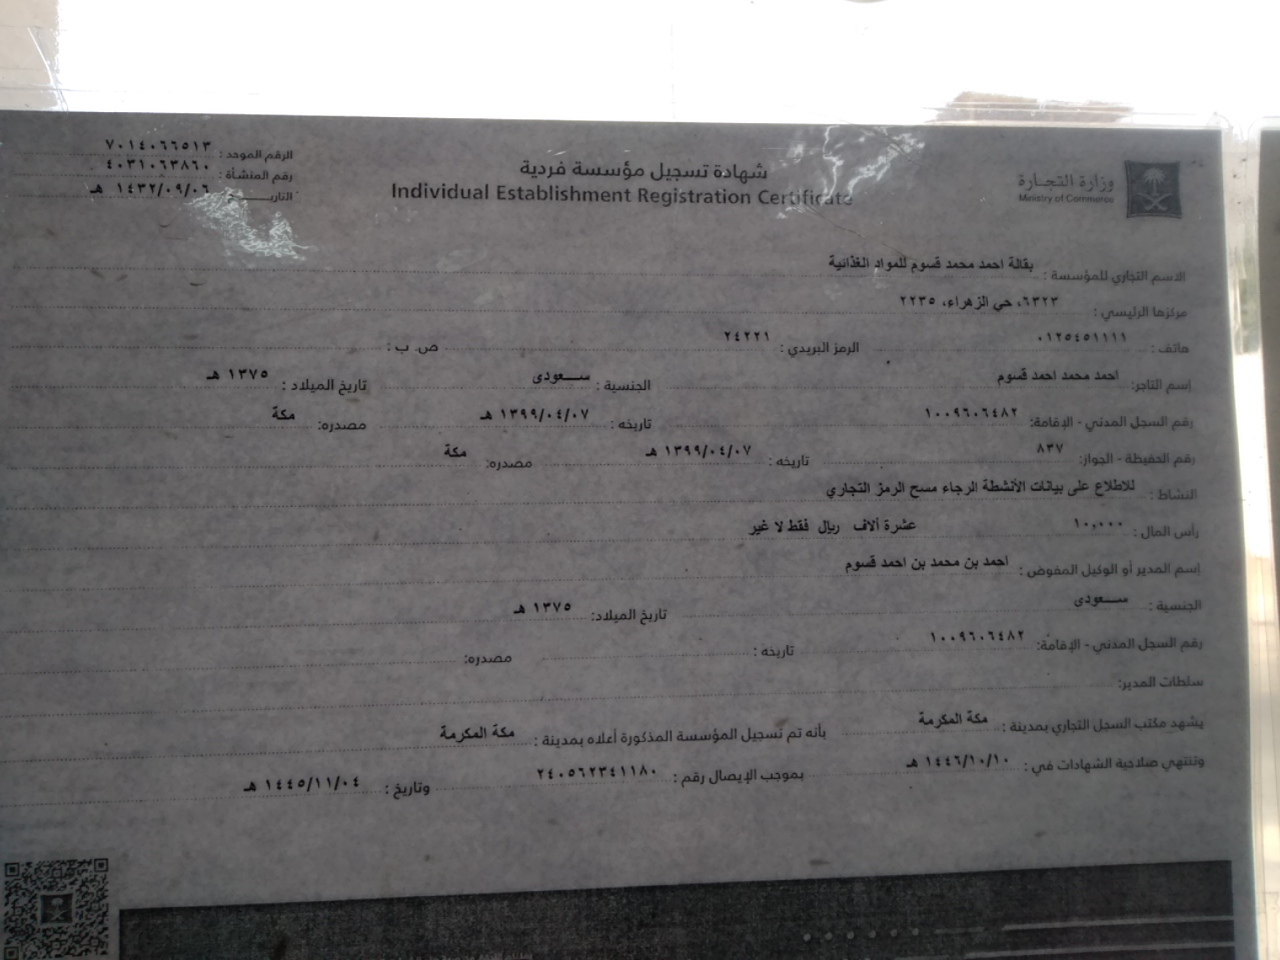 وزارة التجارة
Ministry of Commerce
شهادة تسجيل مؤسسة فردية
Individual Establishment Registration Certificate
الرقم الموحد : ٧٠١٤٠٦٦٥١٣
رقم المنشأة : ٤٠٣١٠٦٣٨٦٠
التاريـــــخ : ١٤٣٢/٠٩/٠٦ هـ
الاسم التجاري للمؤسسة : بقالة احمد محمد قسوم للمواد الغذائية
مركزها الرئيسي : ٦٣٢٣، حي الزهراء، ٢٢٣٥
هاتف : ٠١٢٥٤٥١١١١ الرمز البريدي : ٢٤٢٢١ ص. ب :
إسم التاجر: احمد محمد احمد قسوم الجنسية : ســـعودى تاريخ الميلاد : ١٣٧٥ هـ
رقم السجل المدني - الإقامة: ١٠٠٩٦٠٦٤٨٢ تاريخه : ١٣٩٩/٠٤/٠٧ هـ مصدره: مكة
رقم الحفيظة - الجواز: ٨٣٧ تاريخه : ١٣٩٩/٠٤/٠٧ هـ مصدره: مكة
النشاط : للاطلاع على بيانات الأنشطة الرجاء مسح الرمز التجاري
رأس المال : ١٠,٠٠٠ عشرة ألاف ريال فقط لا غير
إسم المدير أو الوكيل المفوض : احمد بن محمد بن احمد قسوم
الجنسية : ســـعودى تاريخ الميلاد: ١٣٧٥ هـ
رقم السجل المدني - الإقامة: ١٠٠٩٦٠٦٤٨٢ تاريخه : مصدره:
سلطات المدير:
يشهد مكتب السجل التجاري بمدينة : مكة المكرمة بأنه تم تسجيل المؤسسة المذكورة أعلاه بمدينة : مكة المكرمة
وتنتهي صلاحية الشهادات في : ١٤٤٦/١٠/١٠ هـ بموجب الإيصال رقم : ٢٤٠٥٦٢٣٤١١٨٠ وتاريخ : ١٤٤٥/١١/٠٤ هـ